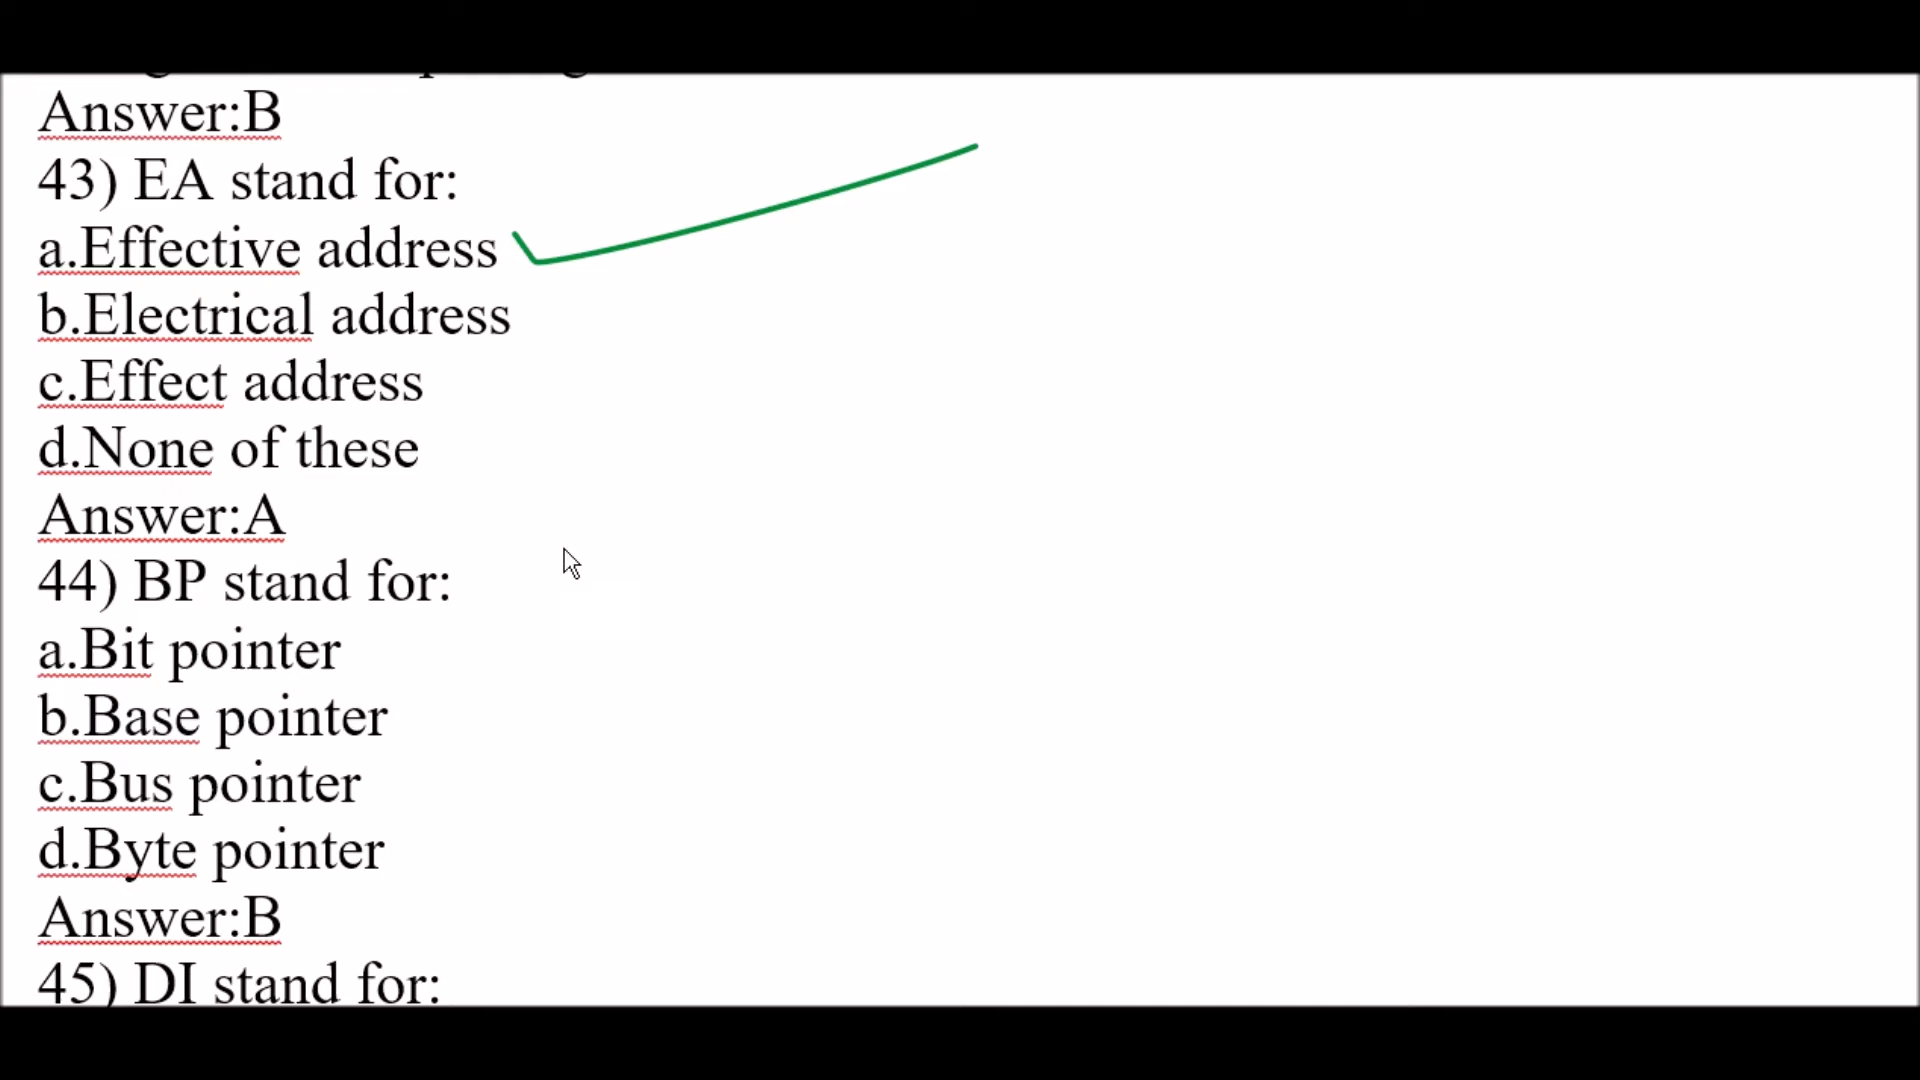 Answer:B
43) EA stand for:
a.Effective address
b.Electrical address
c.Effect address
d.None of these
Answer:A
44) BP stand for:
a.Bit pointer
b.Base pointer
c.Bus pointer
d.Byte pointer
Answer:B
45) DI stand for: